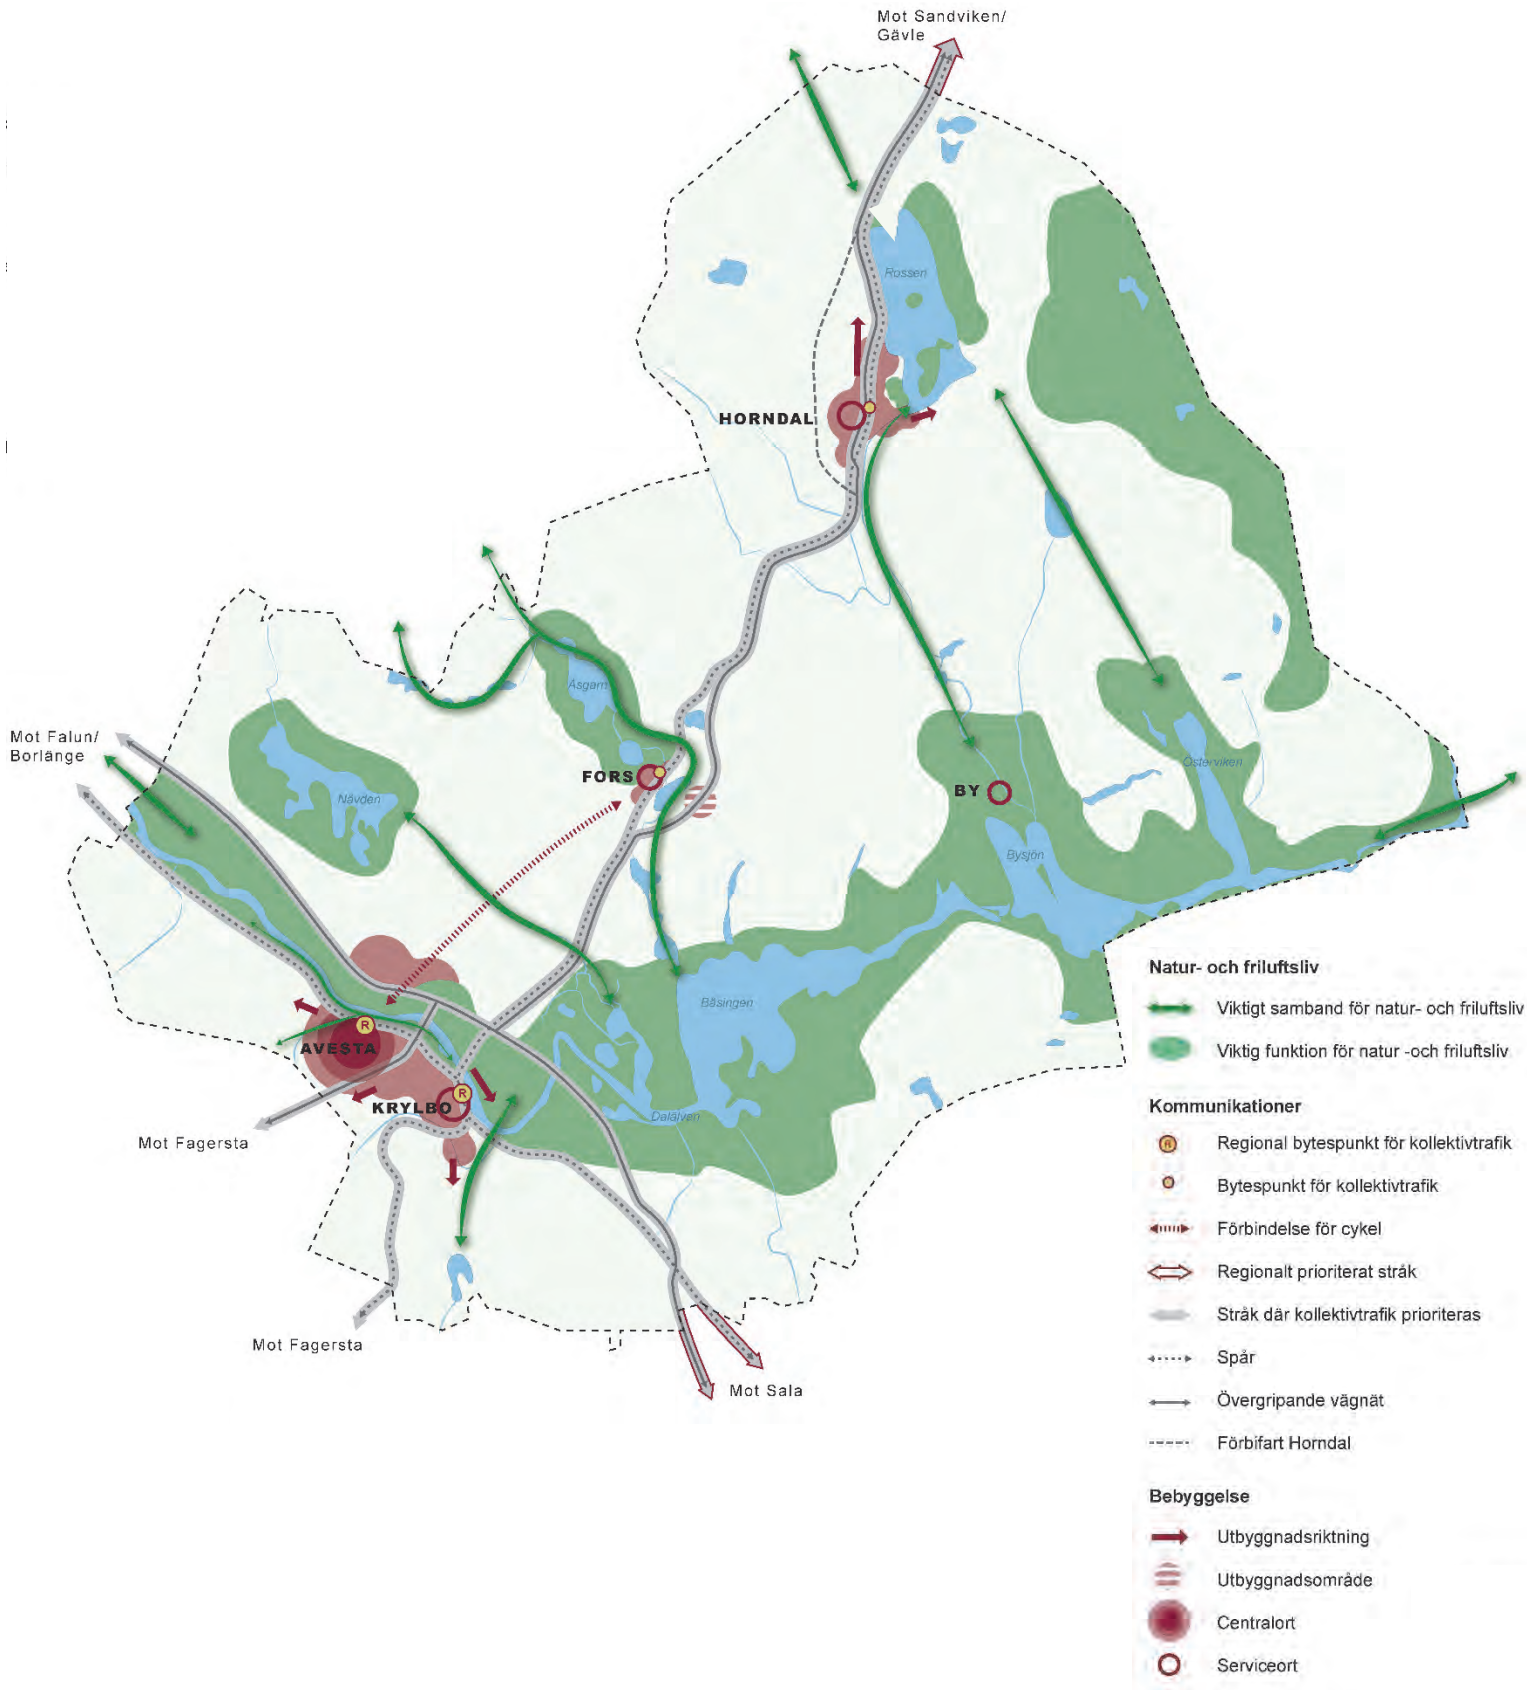 Mot Sandviken/
Gävle
Rossen
HORNDAL
Mot Falun/
Borlänge
Åsgarn
FORS
BY
Österviken
Nävden
Bysjön
Bäsingen
R
AVESTA
R
KRYLBO
Dalälven
Mot Fagersta
Mot Fagersta
Mot Sala
Natur- och friluftsliv
Viktigt samband för natur- och friluftsliv
Viktig funktion för natur -och friluftsliv
Kommunikationer
R
Regional bytespunkt för kollektivtrafik
Bytespunkt för kollektivtrafik
Förbindelse för cykel
Regionalt prioriterat stråk
Stråk där kollektivtrafik prioriteras
Spår
Övergripande vägnät
Förbifart Horndal
Bebyggelse
Utbyggnadsriktning
Utbyggnadsområde
Centralort
Serviceort